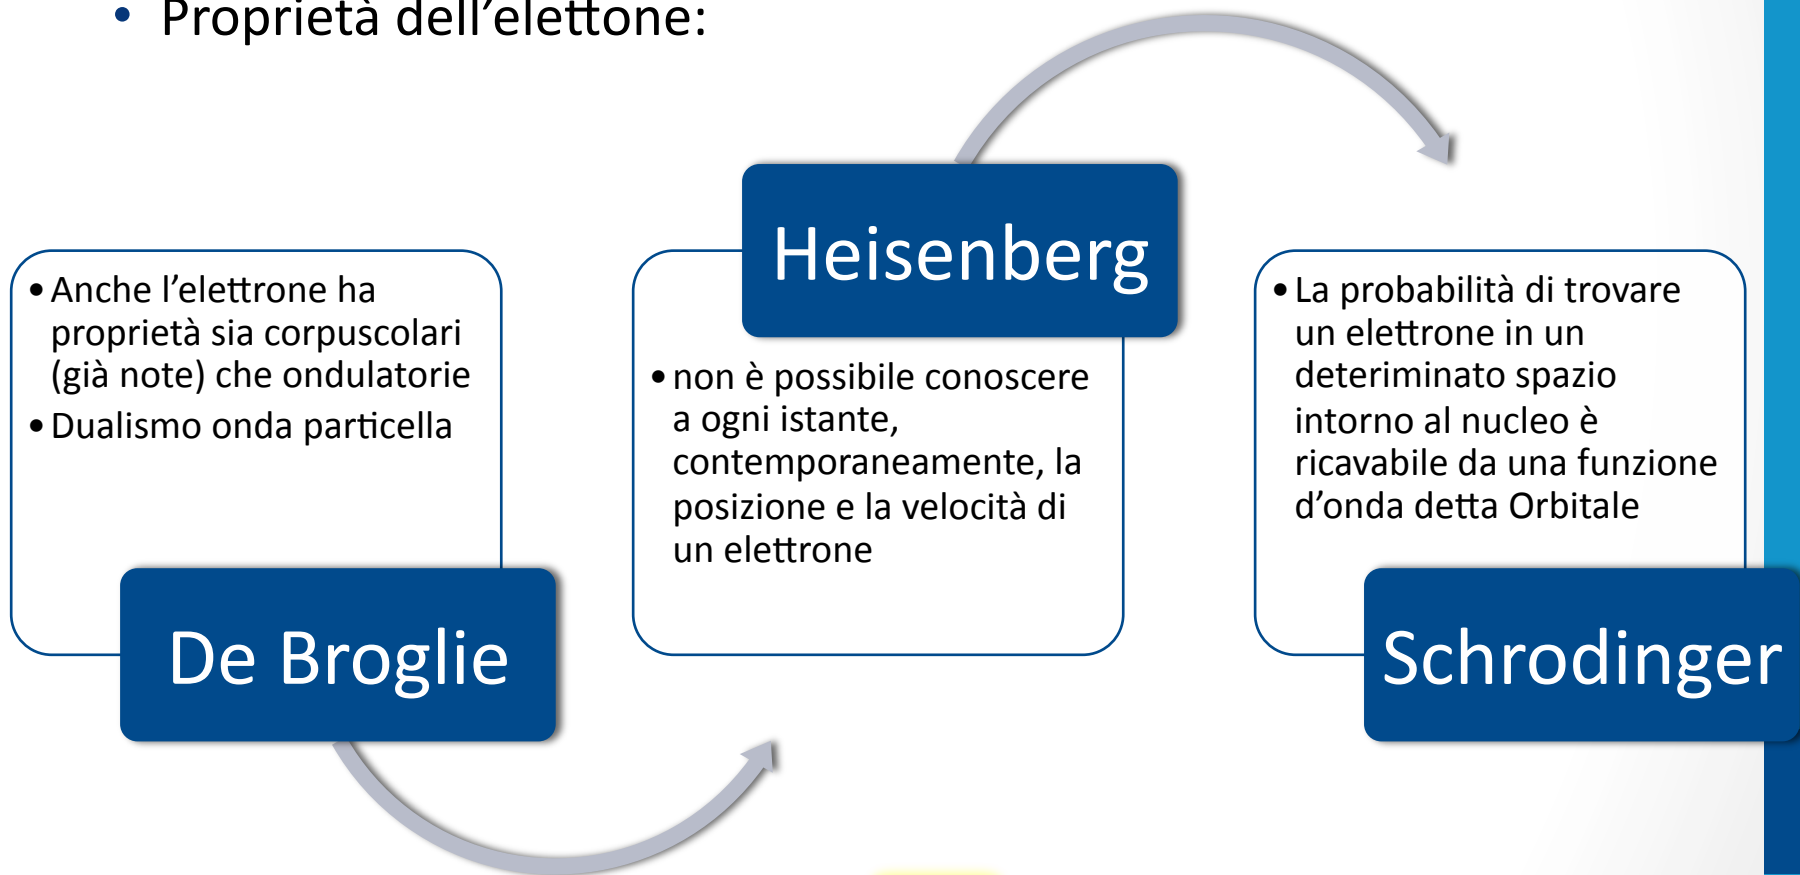 • Proprietà dell'elettone:
• Anche l'elettrone ha
proprietà sia corpuscolari
(già note) che ondulatorie
• Dualismo onda particella
De Broglie
Heisenberg
• non è possibile conoscere
a ogni istante,
contemporaneamente, la
posizione e la velocità di
un elettrone
• La probabilità di trovare
un elettrone in un
deteriminato spazio
intorno al nucleo è
ricavabile da una funzione
d'onda detta Orbitale
Schrodinger